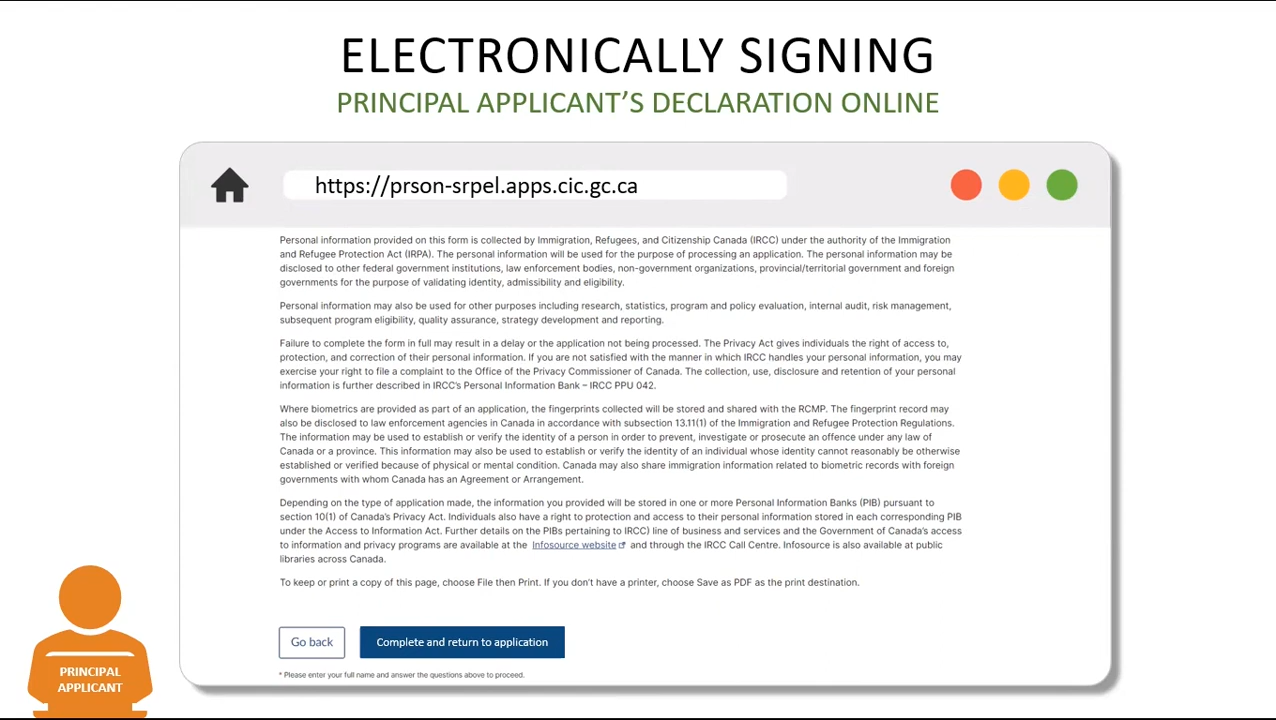 ELECTRONICALLY SIGNING
PRINCIPAL APPLICANT'S DECLARATION ONLINE
https://prson-srpel.apps.cic.gc.ca
Personal information provided on this form is collected by Immigration, Refugees, and Citizenship Canada (IRCC) under the authority of the Immigration
and Refugee Protection Act (IRPA). The personal information will be used for the purpose of processing an application. The personal information may be
disclosed to other federal government institutions, law enforcement bodies, non-government organizations, provincial/territorial government and foreign
governments for the purpose of validating identity, admissibility and eligibility.
Personal information may also be used for other purposes including research, statistics, program and policy evaluation, internal audit, risk management,
subsequent program eligibility, quality assurance, strategy development and reporting.
Failure to complete the form in full may result in a delay or the application not being processed. The Privacy Act gives individuals the right of access to,
protection, and correction of their personal information. If you are not satisfied with the manner in which IRCC handles your personal information, you may
exercise your right to file a complaint to the Office of the Privacy Commissioner of Canada. The collection, use, disclosure and retention of your personal
information is further described in IRCC's Personal Information Bank – IRCC PPU 042.
Where biometrics are provided as part of an application, the fingerprints collected will be stored and shared with the RCMP. The fingerprint record may
also be disclosed to law enforcement agencies in Canada in accordance with subsection 13.11(1) of the Immigration and Refugee Protection Regulations.
The information may be used to establish or verify the identity of a person in order to prevent, investigate or prosecute an offence under any law of
Canada or a province. This information may also be used to establish or verify the identity of an individual whose identity cannot reasonably be otherwise
established or verified because of physical or mental condition. Canada may also share immigration information related to biometric records with foreign
governments with whom Canada has an Agreement or Arrangement.
Depending on the type of application made, the information you provided will be stored in one or more Personal Information Banks (PIB) pursuant to
section 10(1) of Canada's Privacy Act. Individuals also have a right to protection and access to their personal information stored in each corresponding PIB
under the Access to Information Act. Further details on the PIBs pertaining to IRCC) line of business and services and the Government of Canada's access
to information and privacy programs are available at the Infosource website and through the IRCC Call Centre. Infosource is also available at public
libraries across Canada.
To keep or print a copy of this page, choose File then Print. If you don't have a printer, choose Save as PDF as the print destination.
Go back
Complete and return to application
* Please enter your full name and answer the questions above to proceed.
PRINCIPAL
APPLICANT